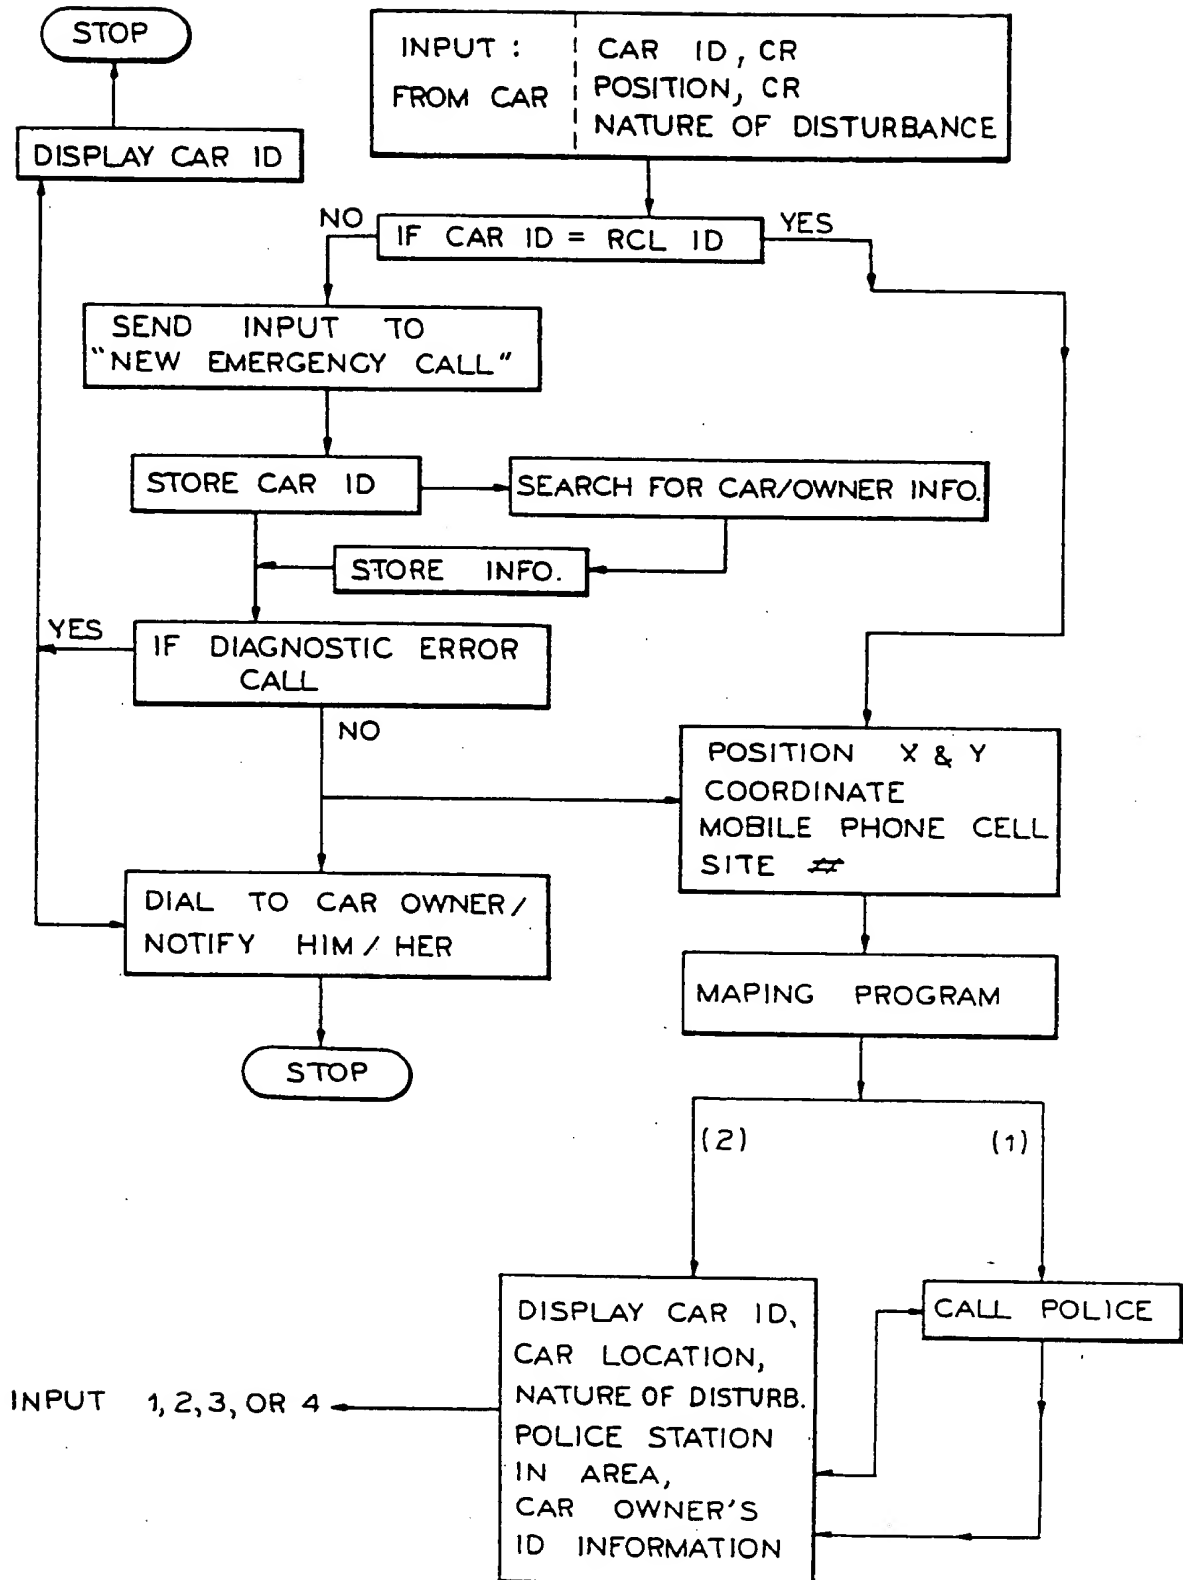 STOP
INPUT :
FROM CAR
CAR ID, CR
POSITION, CR
NATURE OF DISTURBANCE
DISPLAY CAR ID
NO
IF CAR ID = RCL ID
YES
SEND INPUT TO
"NEW EMERGENCY CALL"
STORE CAR ID
SEARCH FOR CAR/OWNER INFO.
STORE INFO.
YES
IF DIAGNOSTIC ERROR
CALL
NO
POSITION X & Y
COORDINATE
MOBILE PHONE CELL
SITE #
DIAL TO CAR OWNER/
NOTIFY HIM / HER
MAPING PROGRAM
STOP
(2)
(1)
DISPLAY CAR ID,
CAR LOCATION,
NATURE OF DISTURB.
POLICE STATION
IN AREA,
CAR OWNER'S
ID INFORMATION
CALL POLICE
INPUT 1,2,3, OR 4